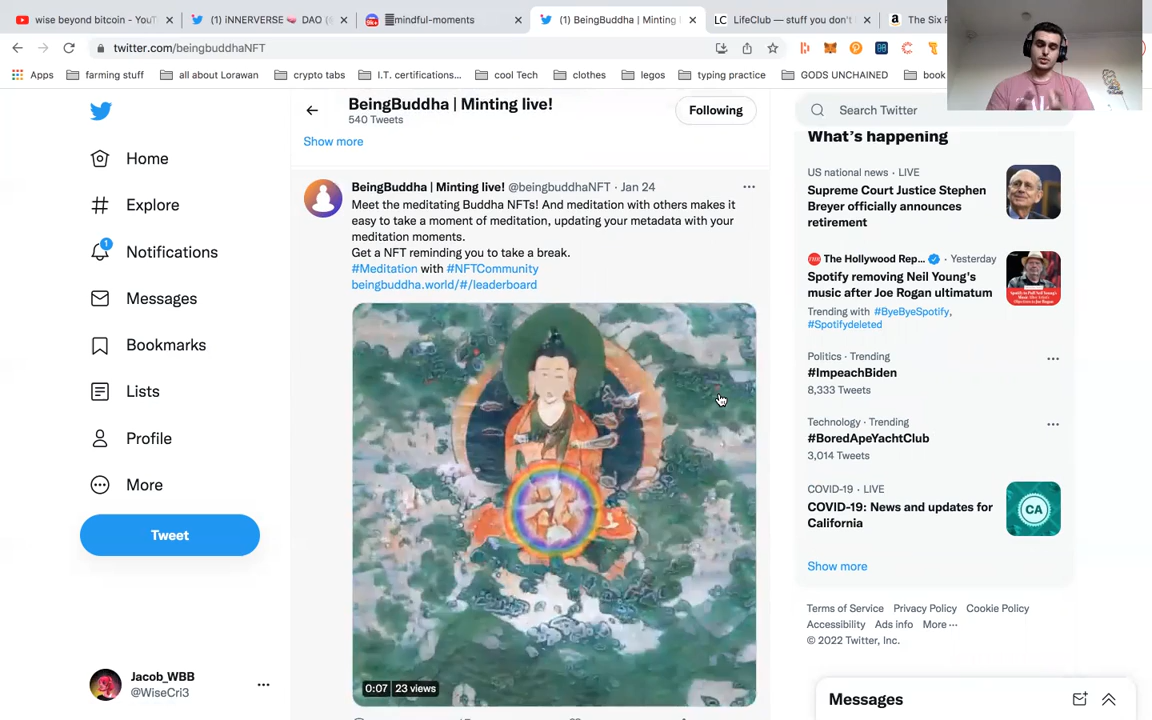 wise beyond bitcoin - YouT
(1) iNNERVERSE 🧠 DAO (
9k+
mindful-moments
(1) BeingBuddha | Minting
LC LifeClub — stuff you don't
The Six P
twitter.com/beingbuddhaNFT
Apps
farming stuff
all about Lorawan
crypto tabs
I.T. certifications...
cool Tech
clothes
legos
typing practice
GODS UNCHAINED
book
Home
Explore
1
Notifications
Messages
Bookmarks
Lists
Profile
More
Tweet
Jacob_WBB
@WiseCri3
BeingBuddha | Minting live!
540 Tweets
Following
Show more
BeingBuddha | Minting live! @beingbuddhaNFT · Jan 24
Meet the meditating Buddha NFTs! And meditation with others makes it
easy to take a moment of meditation, updating your metadata with your
meditation moments.
Get a NFT reminding you to take a break.
#Meditation with #NFTCommunity
beingbuddha.world/#/leaderboard
0:07 23 views
Search Twitter
What's happening
US national news · LIVE
Supreme Court Justice Stephen
Breyer officially announces
retirement
The Hollywood Rep... · Yesterday
Spotify removing Neil Young's
music after Joe Rogan ultimatum
Trending with #ByeByeSpotify,
#Spotifydeleted
Politics · Trending
#ImpeachBiden
8,333 Tweets
Technology · Trending
#BoredApeYachtClub
3,014 Tweets
COVID-19 · LIVE
COVID-19: News and updates for
California
CA
Show more
Terms of Service Privacy Policy Cookie Policy
Accessibility Ads info More ···
© 2022 Twitter, Inc.
Messages